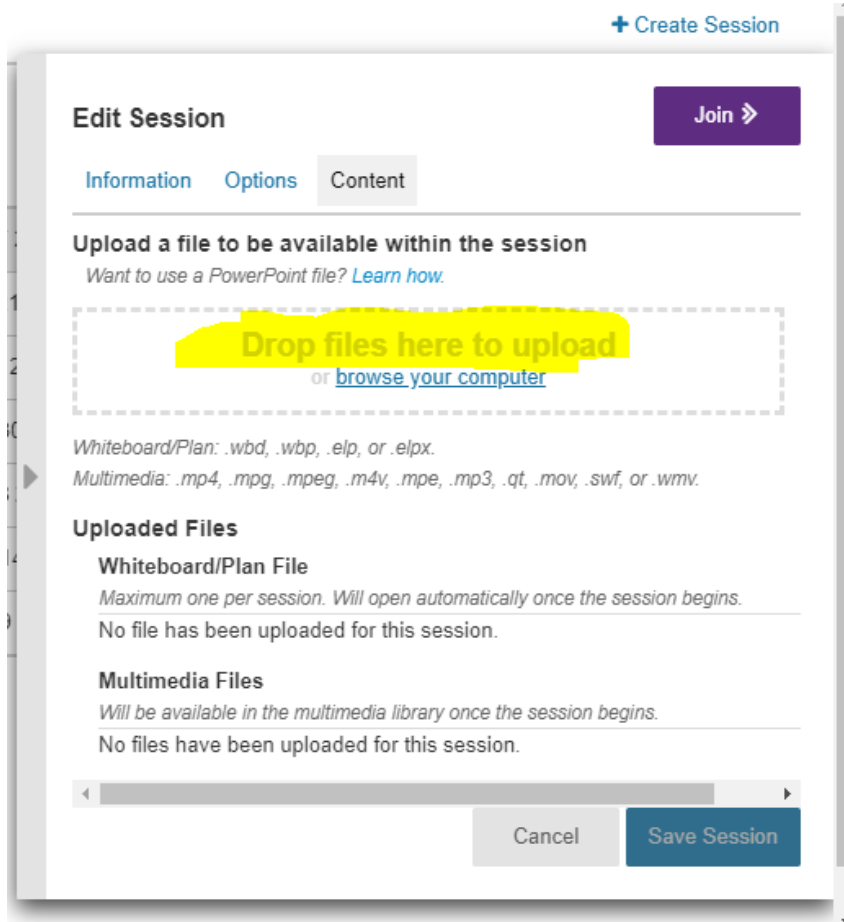 + Create Session
Edit Session
Join
Information Options Content
Upload a file to be available within the session
Want to use a PowerPoint file? Learn how.
Drop files here to upload
or browse your computer
Whiteboard/Plan: .wbd, .wbp, .elp, or .elpx.
Multimedia: .mp4, .mpg, .mpeg, .m4v, .mpe, .mp3, .qt, .mov, .swf, or .wmv.
Uploaded Files
Whiteboard/Plan File
Maximum one per session. Will open automatically once the session begins.
No file has been uploaded for this session.
Multimedia Files
Will be available in the multimedia library once the session begins.
No files have been uploaded for this session.
Cancel Save Session